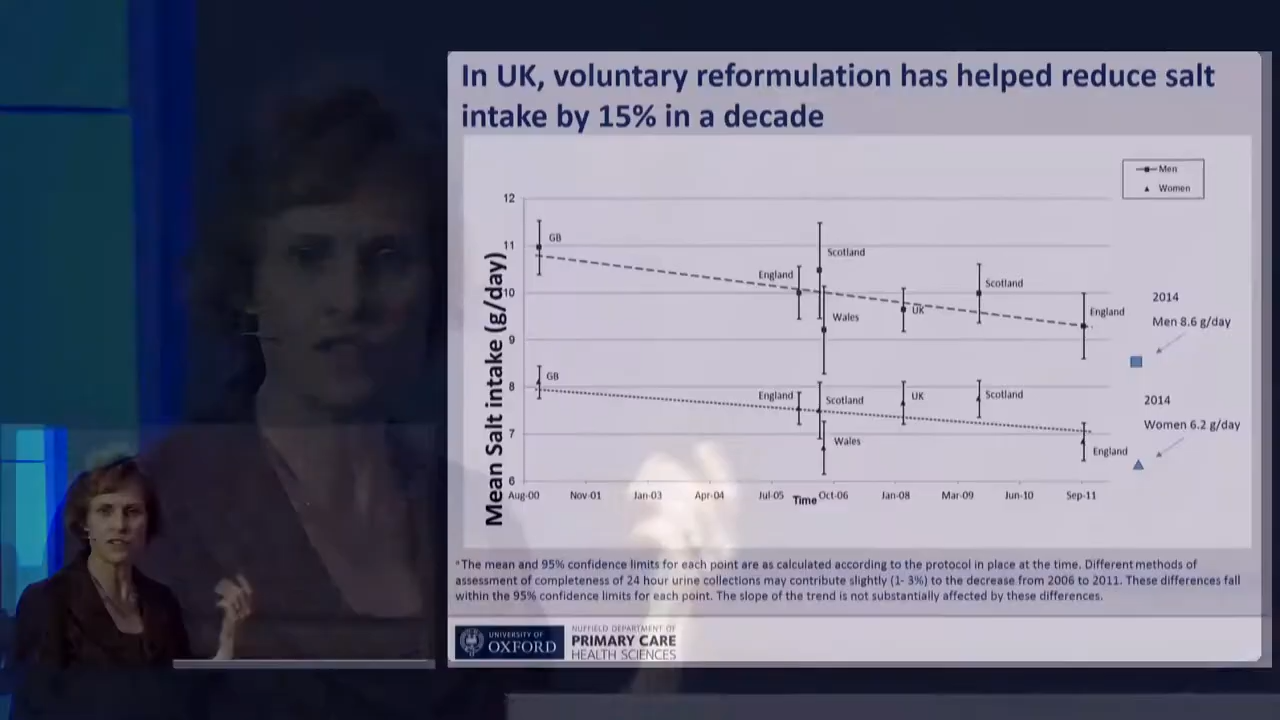 In UK, voluntary reformulation has helped reduce salt
intake by 15% in a decade
Men
Women
Mean Salt intake (g/day)
12
11
10
9
8
7
6
GB
England
Scotland
Wales
UK
Scotland
England
GB
England
Scotland
Wales
UK
Scotland
England
2014
Men 8.6 g/day
2014
Women 6.2 g/day
Aug-00 Nov-01 Jan-03 Apr-04 Jul-05 Oct-06 Jan-08 Mar-09 Jun-10 Sep-11
Time
*The mean and 95% confidence limits for each point are as calculated according to the protocol in place at the time. Different methods of
assessment of completeness of 24 hour urine collections may contribute slightly (1- 3%) to the decrease from 2006 to 2011. These differences fall
within the 95% confidence limits for each point. The slope of the trend is not substantially affected by these differences.
UNIVERSITY OF
OXFORD
NUFFIELD DEPARTMENT OF
PRIMARY CARE
HEALTH SCIENCES